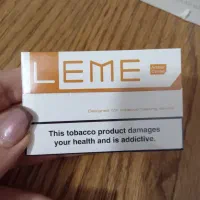 LEME
This tobacco product damages
your health and is addictive.